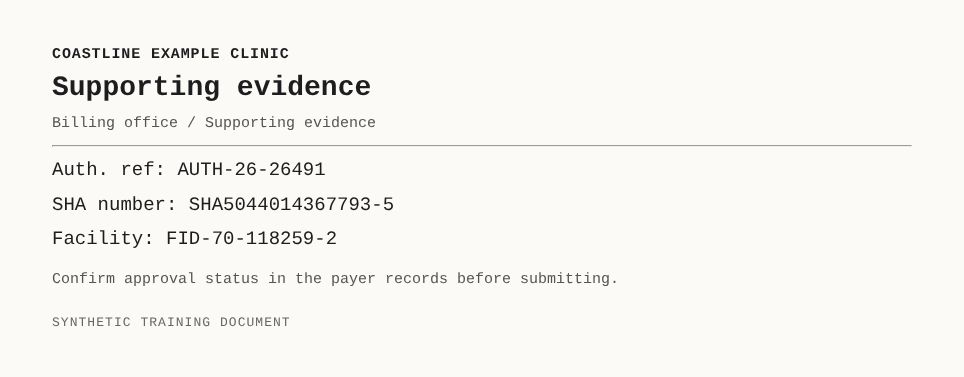 COASTLINE EXAMPLE CLINIC
Supporting evidence
Billing office / Supporting evidence
Auth. ref: AUTH-26-26491
SHA number: SHA5044014367793-5
Facility: FID-70-118259-2
Confirm approval status in the payer records before submitting.
SYNTHETIC TRAINING DOCUMENT